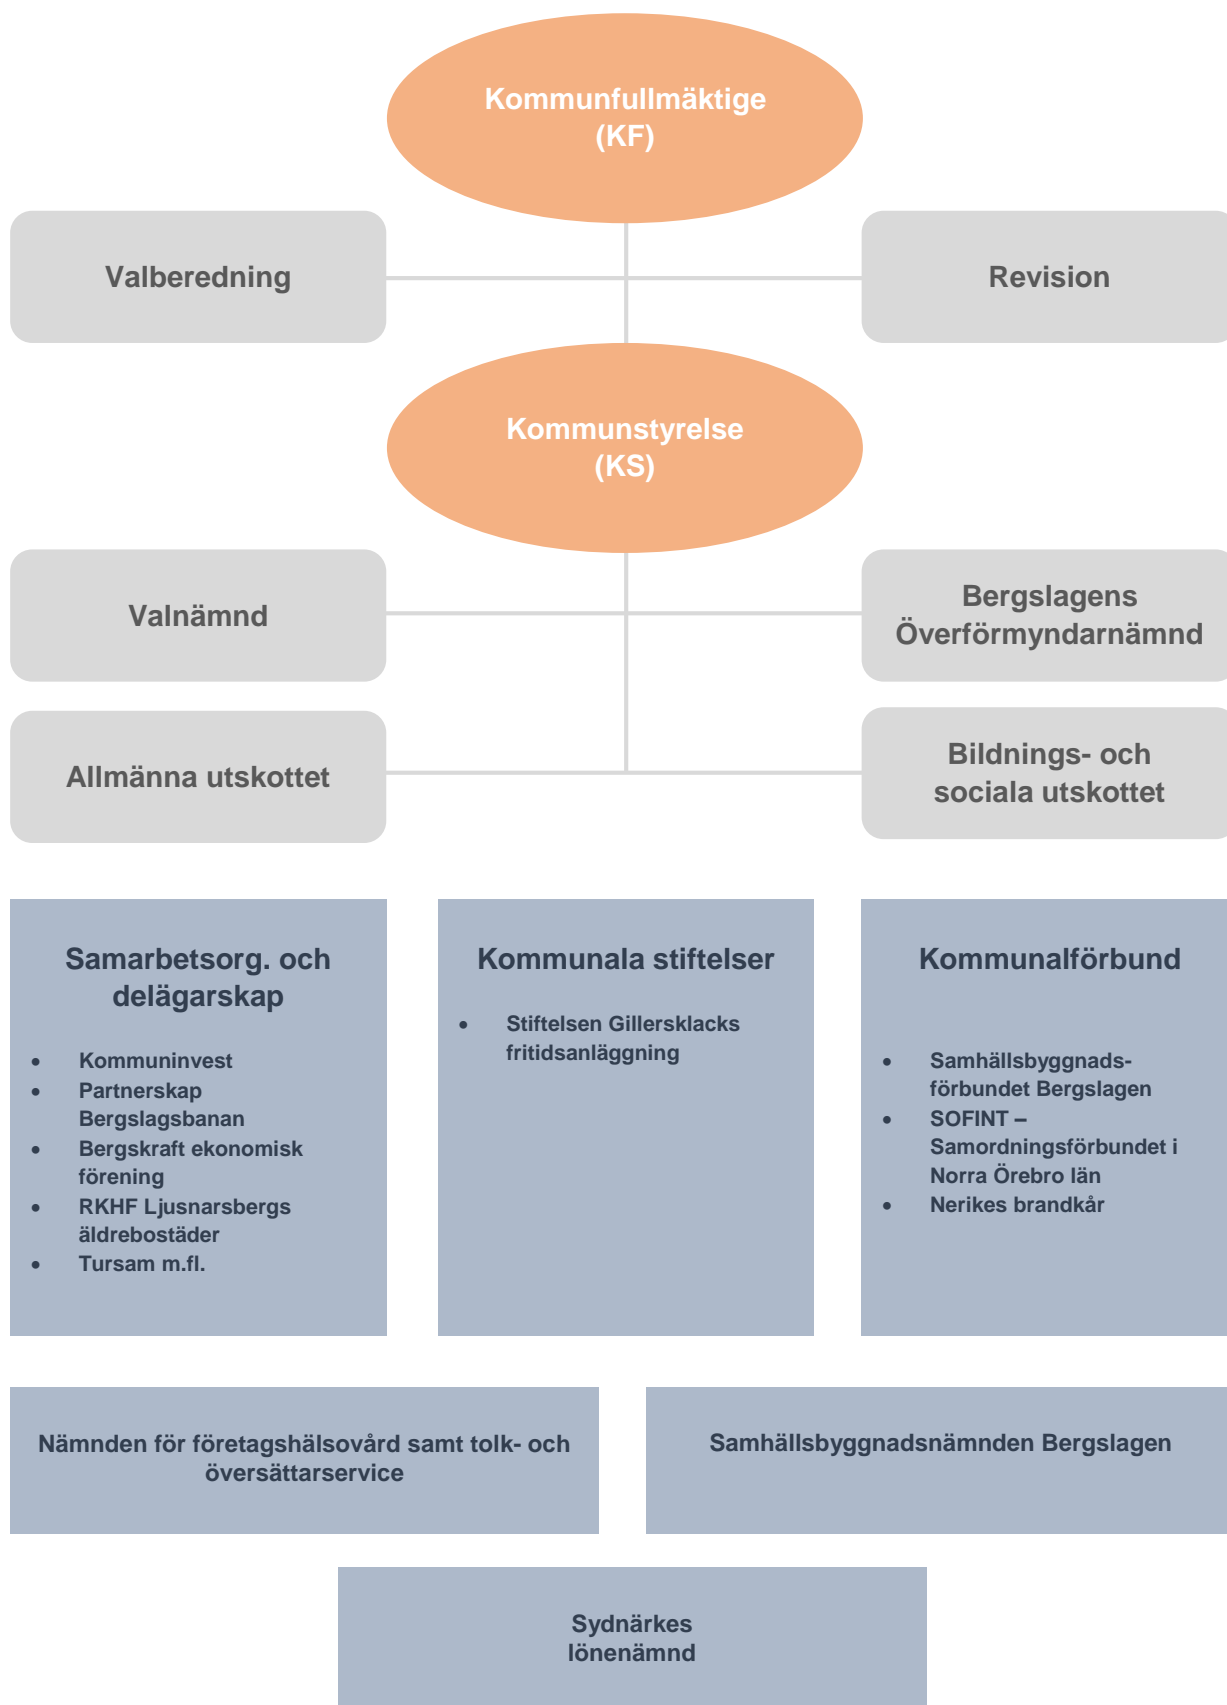 Kommunfullmäktige
(KF)
Valberedning
Revision
Kommunstyrelse
(KS)
Valnämnd
Bergslagens
Överförmyndarnämnd
Allmänna utskottet
Bildnings- och
sociala utskottet
Samarbetsorg. och
delägarskap
• Kommuninvest
• Partnerskap
Bergslagsbanan
• Bergskraft ekonomisk
förening
• RKHF Ljusnarsbergs
äldrebostäder
• Tursam m.fl.
Kommunala stiftelser
• Stiftelsen Gillersklacks
fritidsanläggning
Kommunalförbund
• Samhällsbyggnads-
förbundet Bergslagen
• SOFINT –
Samordningsförbundet i
Norra Örebro län
• Nerikes brandkår
Nämnden för företagshälsovård samt tolk- och
översättarservice
Samhällsbyggnadsnämnden Bergslagen
Sydnärkes
lönenämnd